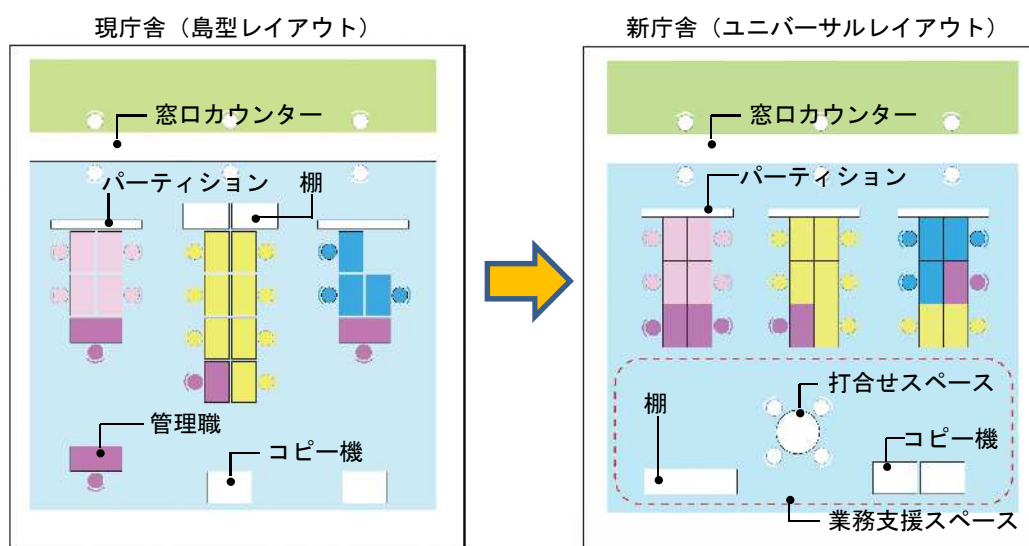 現庁舎（島型レイアウト）
窓口カウンター
パーティション
棚
管理職
コピー機
新庁舎（ユニバーサルレイアウト）
窓口カウンター
パーティション
打合せスペース
棚
コピー機
業務支援スペース